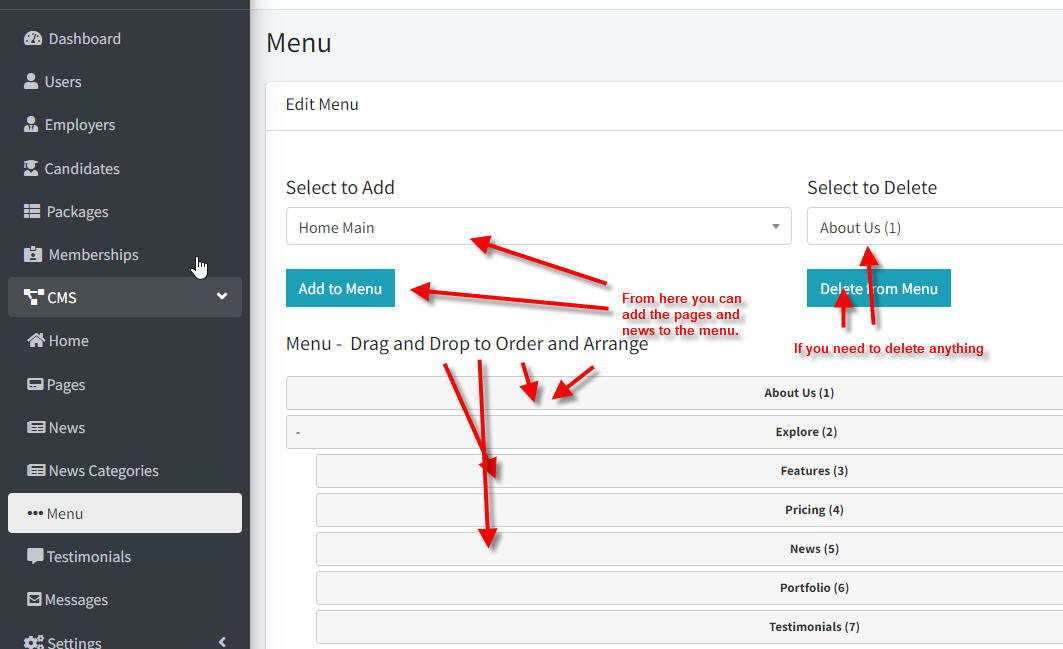 Dashboard
Users
Employers
Candidates
Packages
Memberships
CMS
Home
Pages
News
News Categories
Menu
Testimonials
Messages
Settings
Menu
Edit Menu
Select to Add
Home Main
Add to Menu
Select to Delete
About Us (1)
Delete from Menu
From here you can
add the pages and
news to the menu.
If you need to delete anything
Menu - Drag and Drop to Order and Arrange
About Us (1)
- Explore (2)
Features (3)
Pricing (4)
News (5)
Portfolio (6)
Testimonials (7)